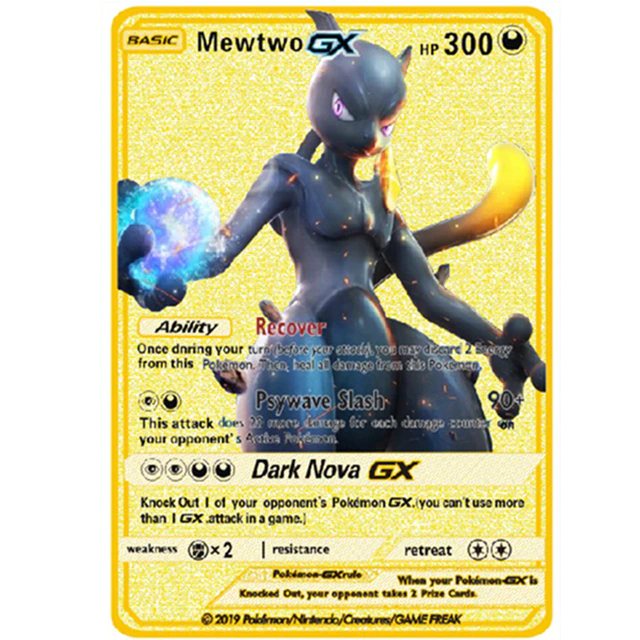 BASIC Mewtwo GX HP 300
Ability Recover
Once dnring your turn (before your attack), you may discard 2 Energy
from this Pokémon. Then, heal all damage from this Pokémon.
Psywave Slash 90+
This attack does 20 more damage for each damage counter on
your opponent's Active Pokémon.
Dark Nova GX
Knock Out 1 of your opponent's Pokémon GX.(you can't use more
than 1 GX .attack in a game.)
weakness ×2 | resistance retreat
Pokémon-GX rule When your Pokémon-GX is
Knocked Out, your opponent takes 2 Prize Cards.
© 2019 Pokémon/Nintendo/Creatures/GAME FREAK